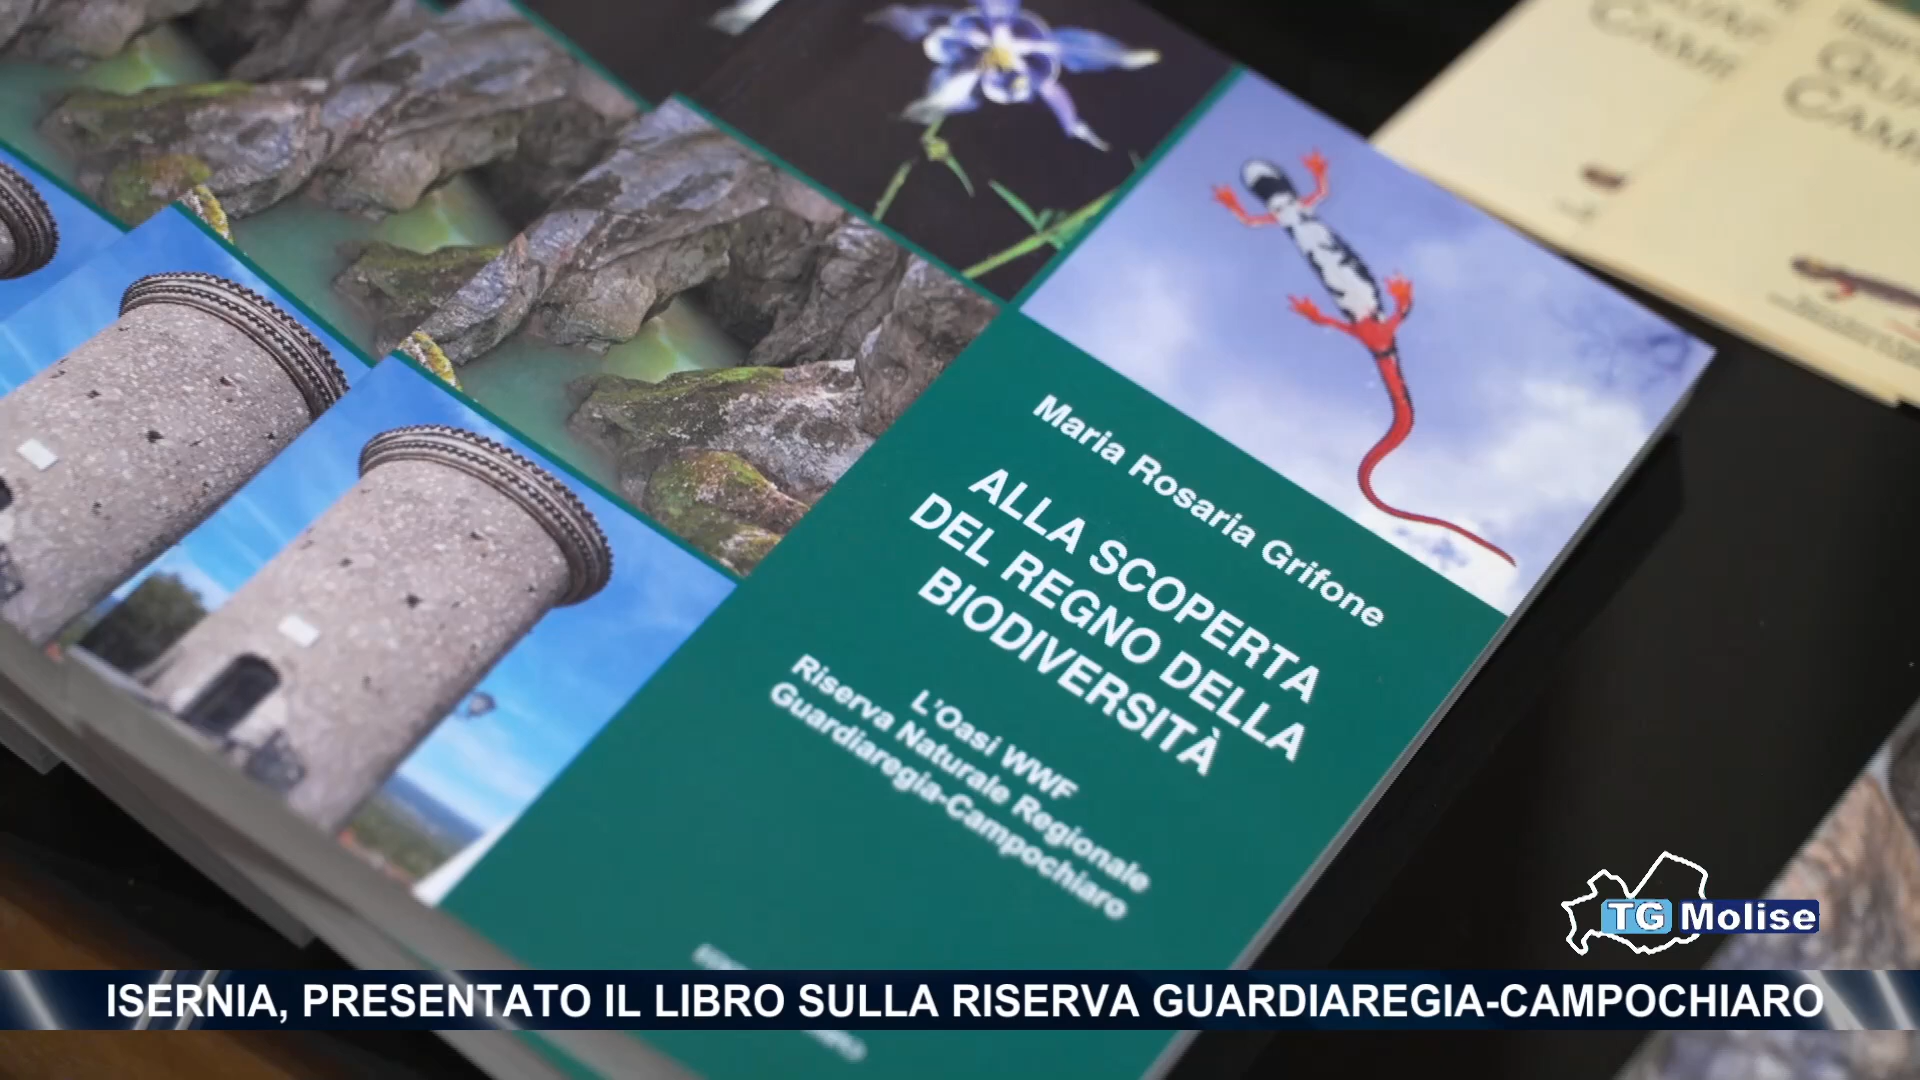 Maria Rosaria Grifone
ALLA SCOPERTA
DEL REGNO DELLA
BIODIVERSITÀ
L'Oasi WWF
Riserva Naturale Regionale
Guardiaregia-Campochiaro
TG Molise
ISERNIA, PRESENTATO IL LIBRO SULLA RISERVA GUARDIAREGIA-CAMPOCHIARO